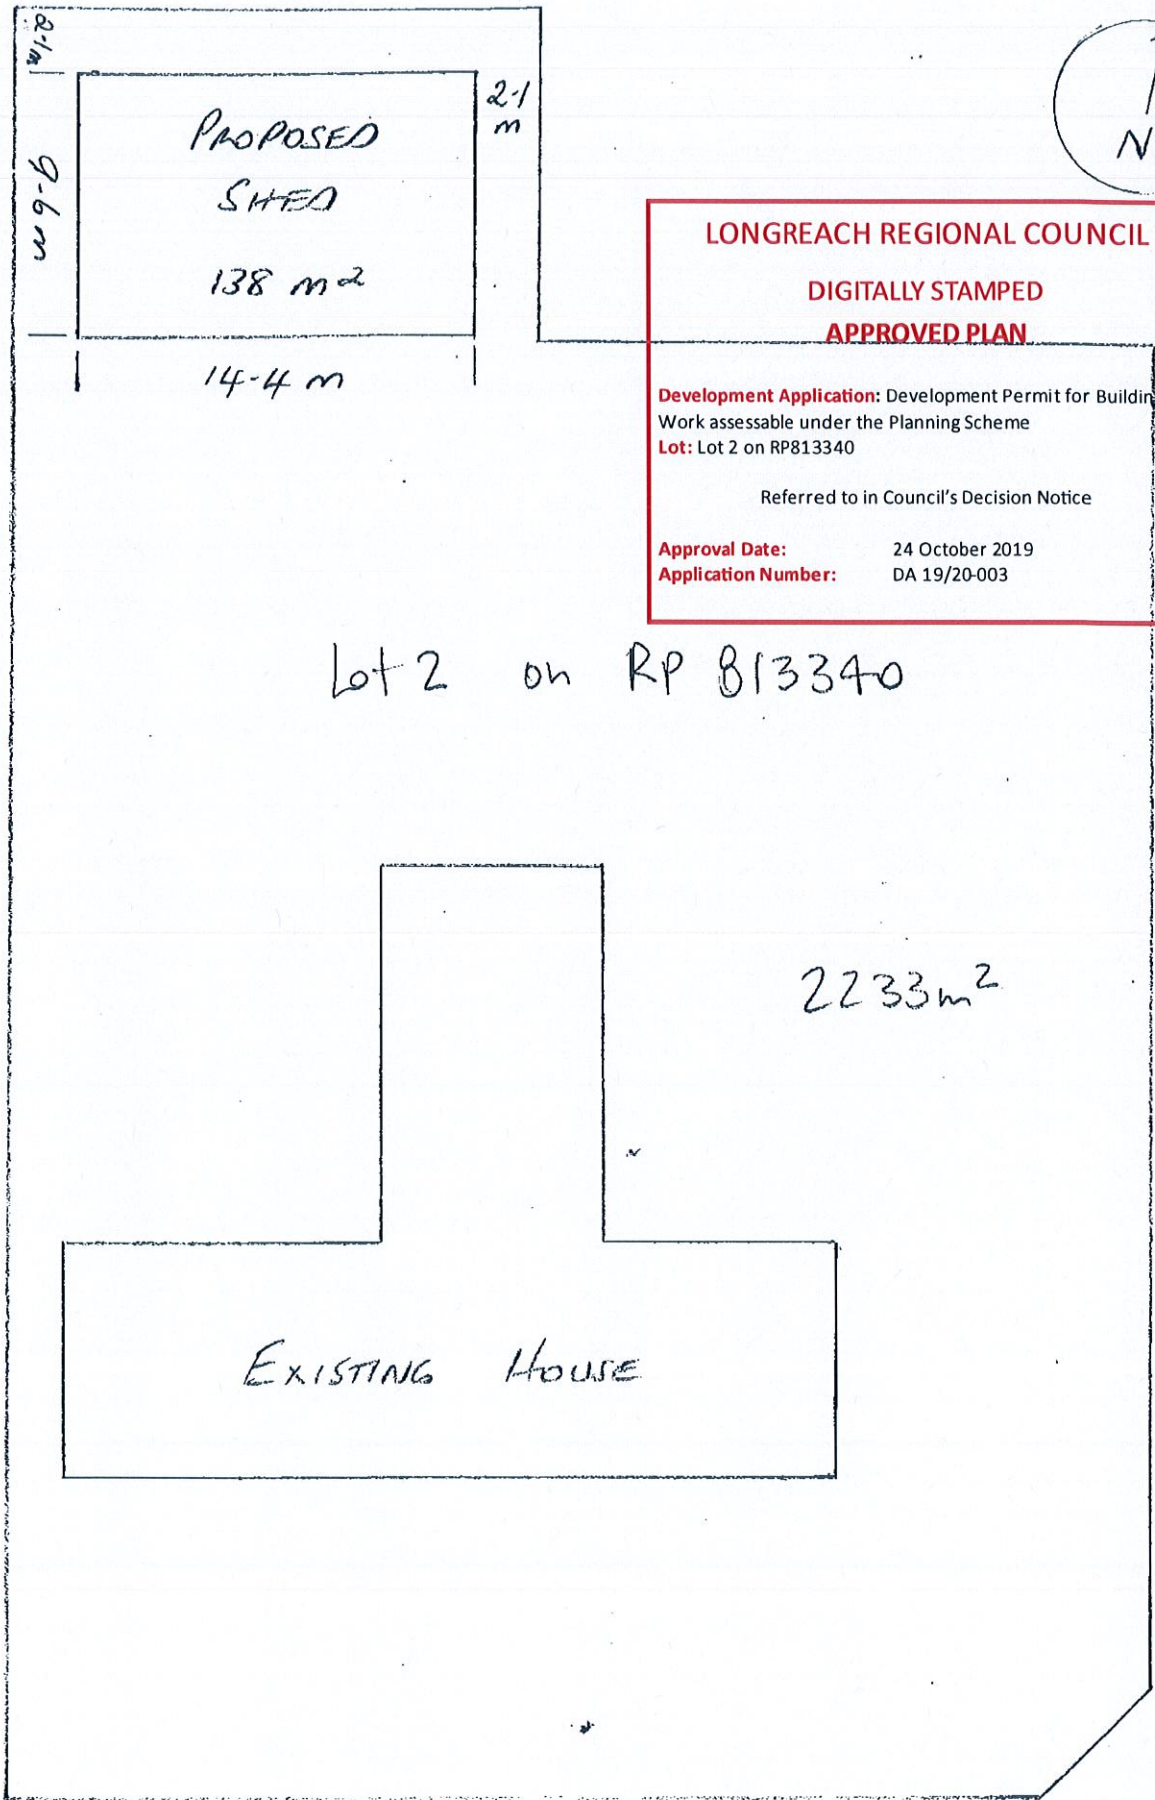 2-1m
PROPOSED
SHED
138 m2
2-1
m
9-6 m
14-4 m
N
LONGREACH REGIONAL COUNCIL
DIGITALLY STAMPED
APPROVED PLAN
Development Application: Development Permit for Buildin
Work assessable under the Planning Scheme
Lot: Lot 2 on RP813340
Referred to in Council's Decision Notice
Approval Date: 24 October 2019
Application Number: DA 19/20-003
Lot 2 on RP 813340
2233m2
EXISTING HOUSE